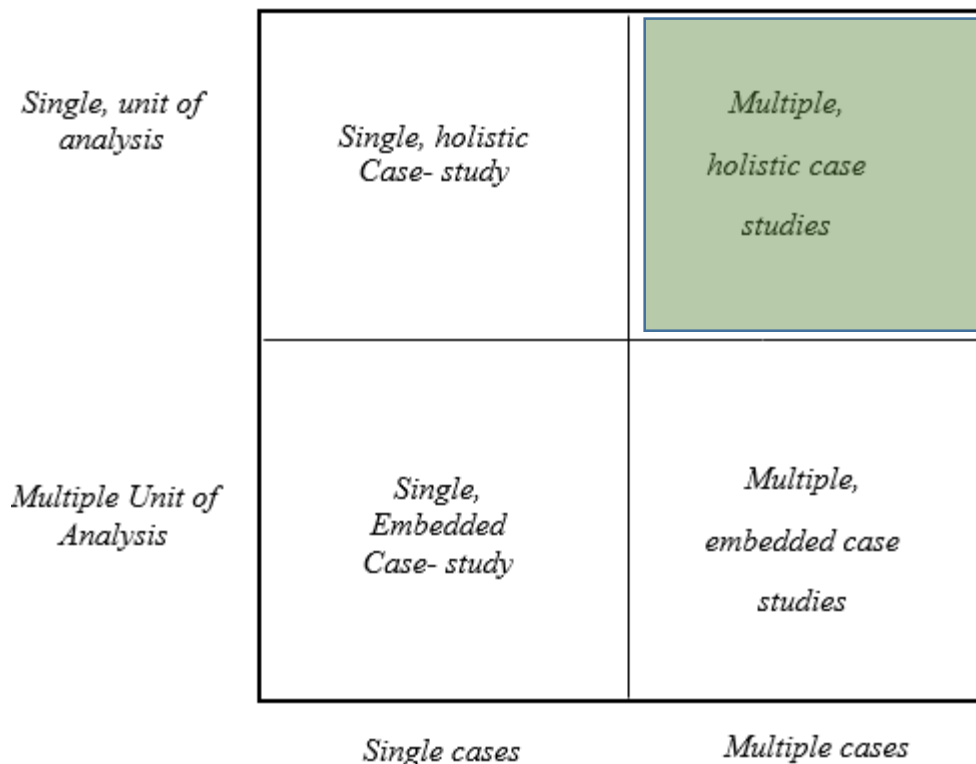 Single, unit of
analysis
Single, holistic
Case- study
Multiple,
holistic case
studies
Multiple Unit of
Analysis
Single,
Embedded
Case- study
Multiple,
embedded case
studies
Single cases
Multiple cases